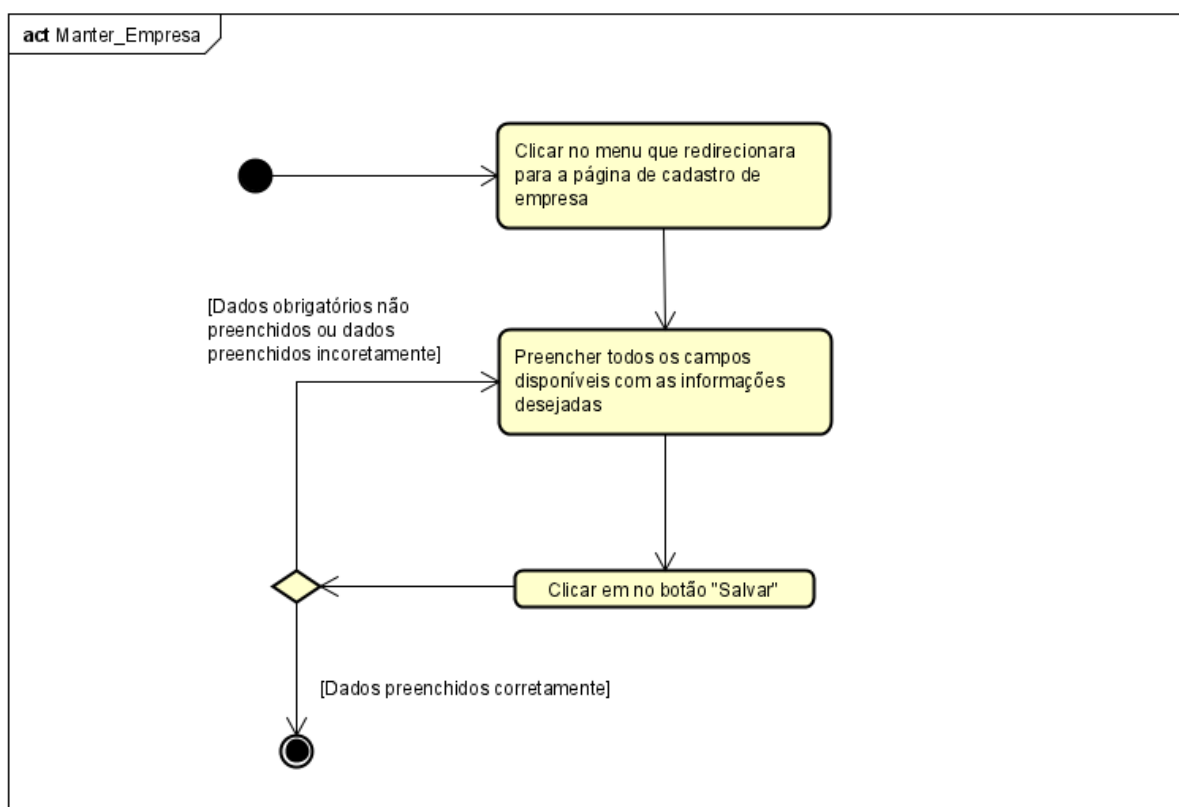 act Manter_Empresa
Clicar no menu que redirecionara
para a página de cadastro de
empresa
[Dados obrigatórios não
preenchidos ou dados
preenchidos incoretamente]
Preencher todos os campos
disponíveis com as informações
desejadas
Clicar em no botão "Salvar"
[Dados preenchidos corretamente]